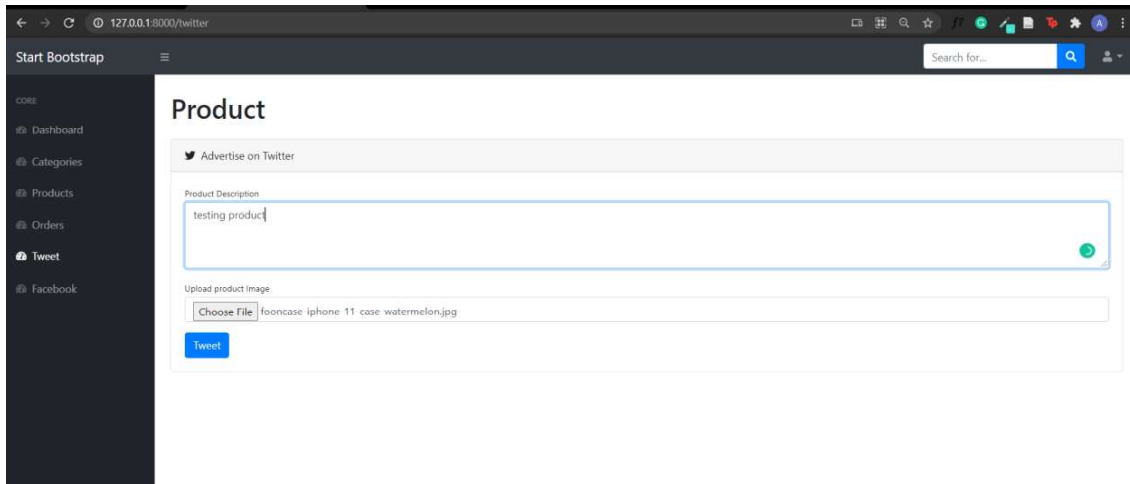 127.0.0.1:8000/twitter
Start Bootstrap
Search for...
CORE
Dashboard
Categories
Products
Orders
Tweet
Facebook
Product
Advertise on Twitter
Product Description
testing product
Upload product Image
Choose File fooncase iphone 11 case watermelon.jpg
Tweet